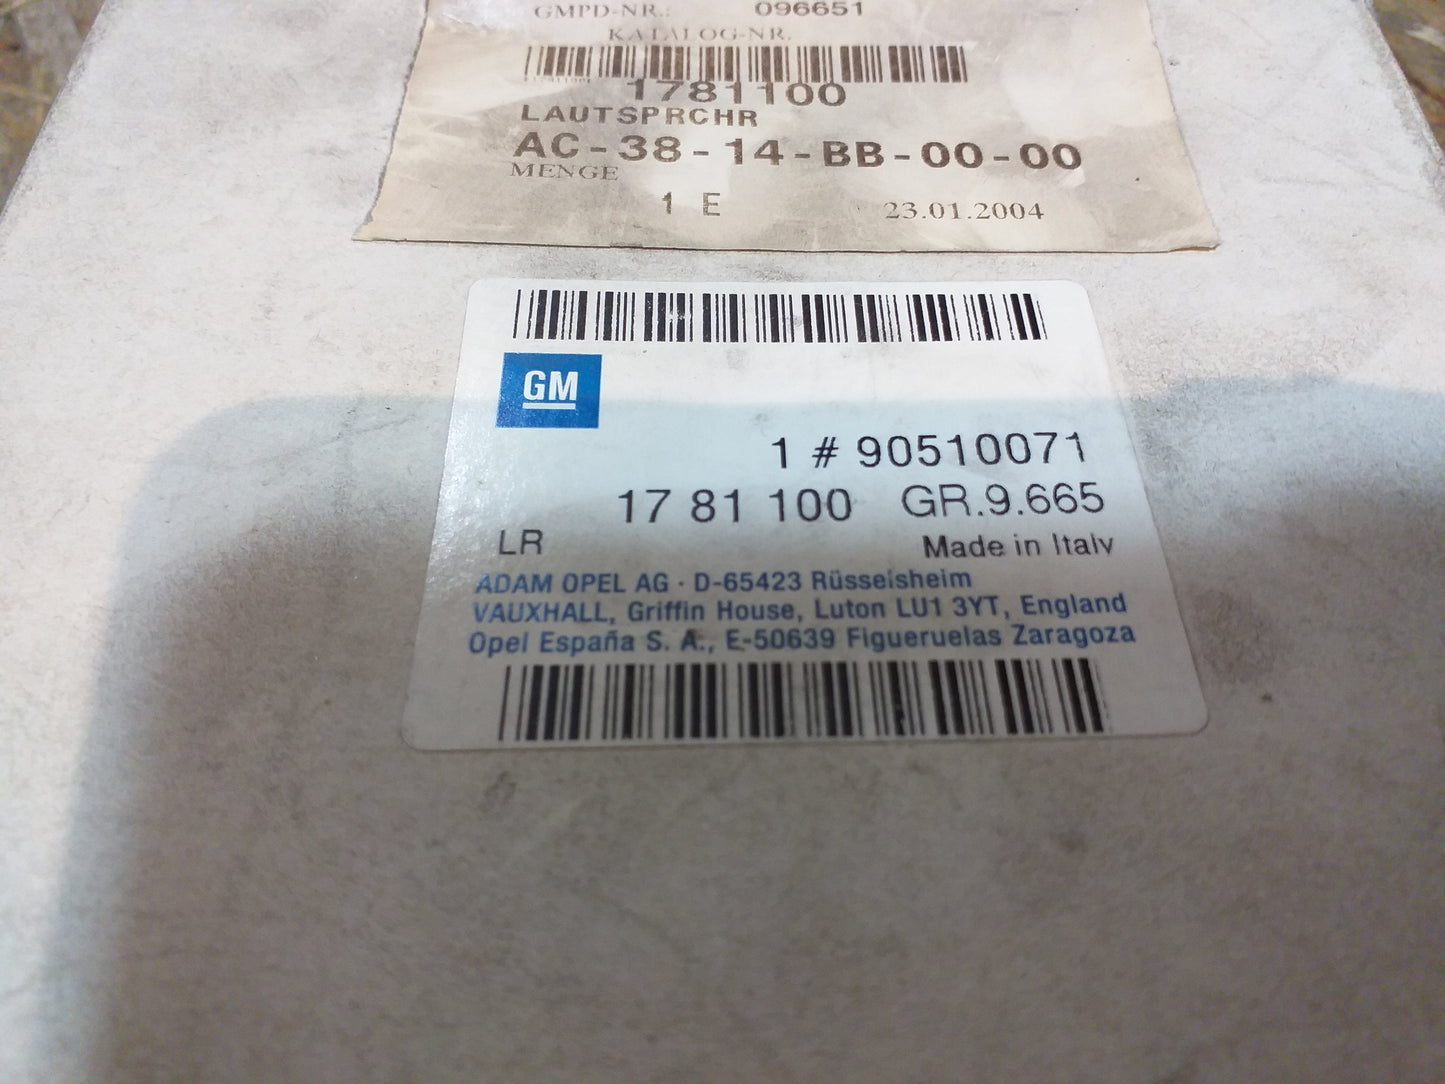 GMPD-NR.: 096651
KATALOG-NR.
1781100
LAUTSPRCHR
AC-38-14-BB-00-00
MENGE
1 E 23.01.2004
GM
1 # 90510071
17 81 100 GR.9.665
LR Made in Italy
ADAM OPEL AG · D-65423 Rüsselsheim
VAUXHALL, Griffin House, Luton LU1 3YT, England
Opel España S. A., E-50639 Figueruelas Zaragoza